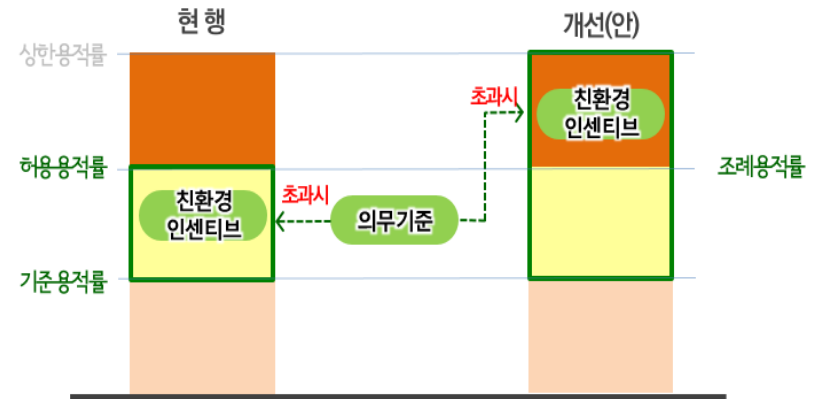 현 행
개선(안)
상한용적률
초과시
친환경
인센티브
허용용적률
조례용적률
친환경
인센티브
초과시
의무기준
기준용적률